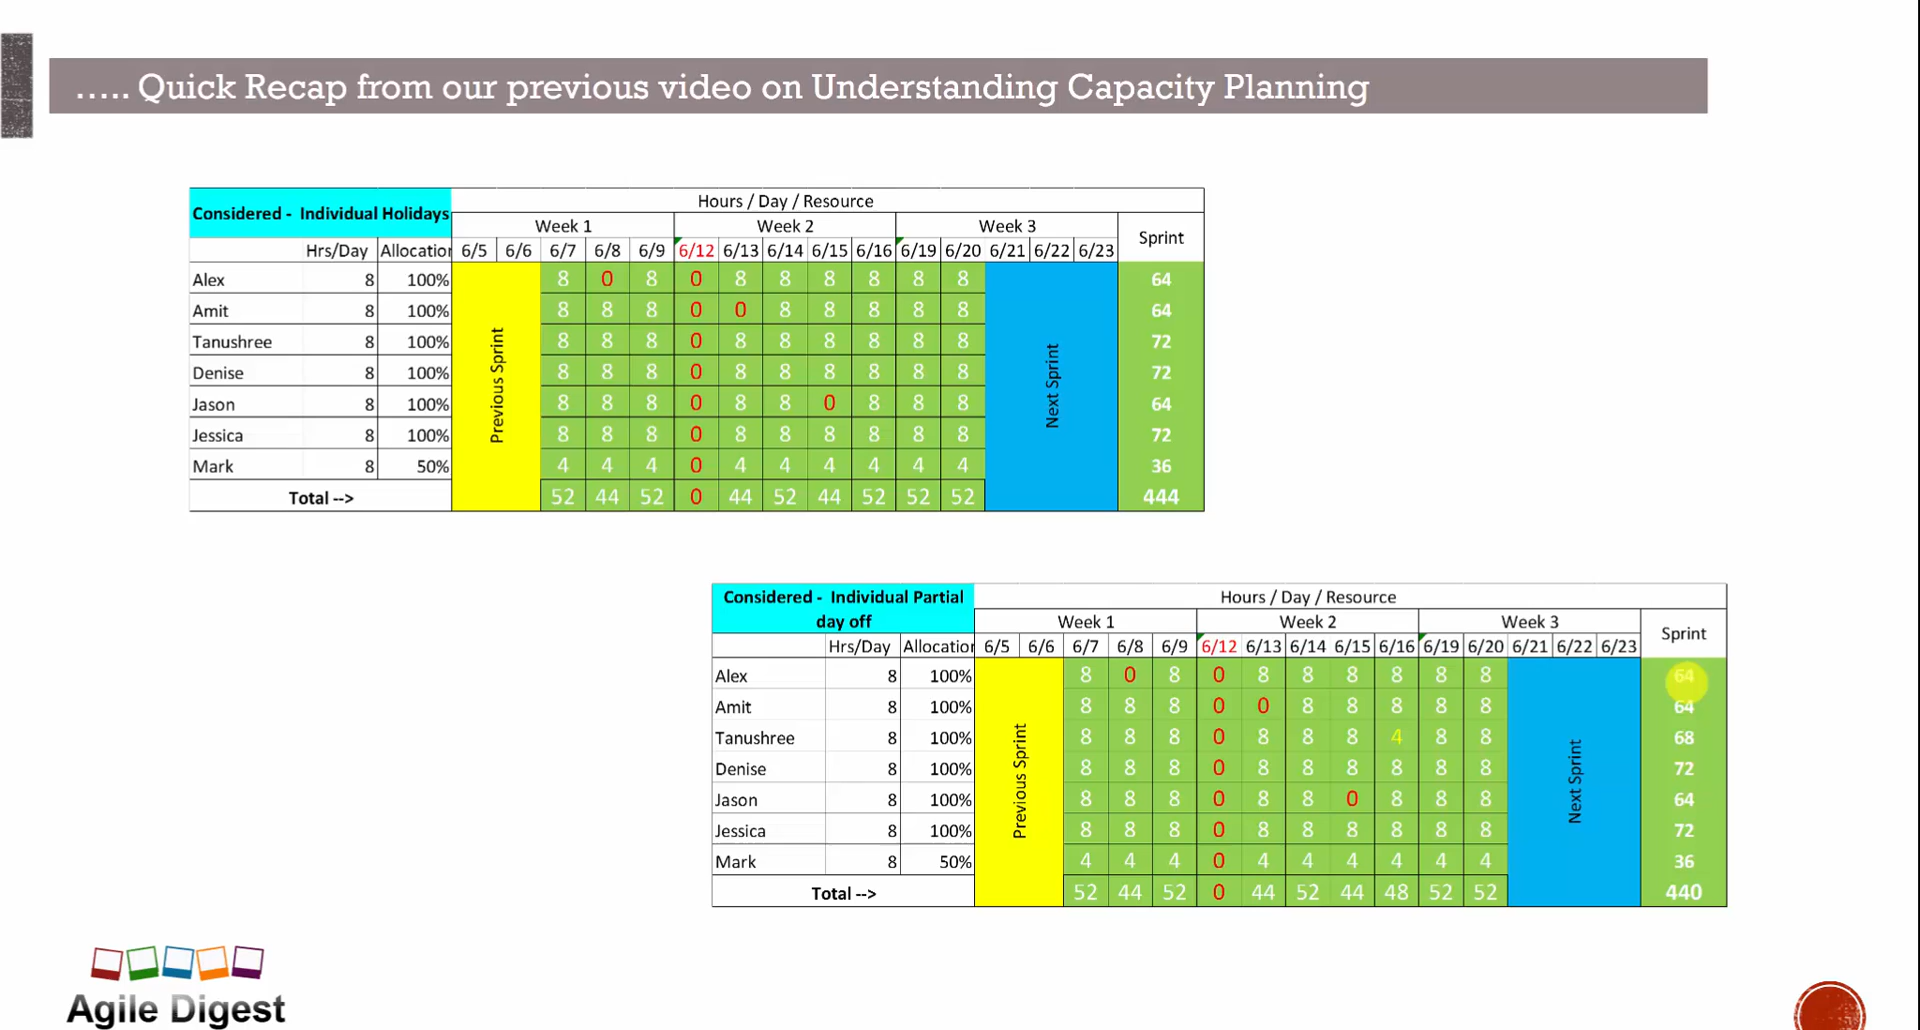 ..... Quick Recap from our previous video on Understanding Capacity Planning
Considered - Individual Holidays
Hours / Day / Resource
Week 1 Week 2 Week 3 Sprint
Hrs/Day Allocation 6/5 6/6 6/7 6/8 6/9 6/12 6/13 6/14 6/15 6/16 6/19 6/20 6/21 6/22 6/23
Alex 8 100% 8 0 8 0 8 8 8 8 8 8 64
Amit 8 100% 8 8 8 0 0 8 8 8 8 8 64
Tanushree 8 100% 8 8 8 0 8 8 8 8 8 8 72
Denise 8 100% 8 8 8 0 8 8 8 8 8 8 72
Jason 8 100% 8 8 8 0 8 8 0 8 8 8 64
Jessica 8 100% 8 8 8 0 8 8 8 8 8 8 72
Mark 8 50% 4 4 4 0 4 4 4 4 4 4 36
Total --> 52 44 52 0 44 52 44 52 52 52 444
Previous Sprint
Next Sprint
Considered - Individual Partial
day off
Hours / Day / Resource
Week 1 Week 2 Week 3 Sprint
Hrs/Day Allocation 6/5 6/6 6/7 6/8 6/9 6/12 6/13 6/14 6/15 6/16 6/19 6/20 6/21 6/22 6/23
Alex 8 100% 8 0 8 0 8 8 8 8 8 8 64
Amit 8 100% 8 8 8 0 0 8 8 8 8 8 64
Tanushree 8 100% 8 8 8 0 8 8 8 4 8 8 68
Denise 8 100% 8 8 8 0 8 8 8 8 8 8 72
Jason 8 100% 8 8 8 0 8 8 0 8 8 8 64
Jessica 8 100% 8 8 8 0 8 8 8 8 8 8 72
Mark 8 50% 4 4 4 0 4 4 4 4 4 4 36
Total --> 52 44 52 0 44 52 44 48 52 52 440
Previous Sprint
Next Sprint
Agile Digest